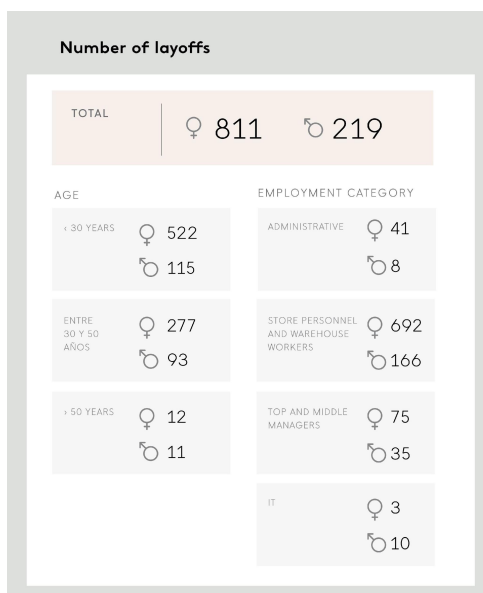 Number of layoffs
TOTAL
♀ 811 ♂ 219
AGE
‹ 30 YEARS
♀ 522
♂ 115
ENTRE
30 Y 50
AÑOS
♀ 277
♂ 93
› 50 YEARS
♀ 12
♂ 11
EMPLOYMENT CATEGORY
ADMINISTRATIVE
♀ 41
♂ 8
STORE PERSONNEL
AND WAREHOUSE
WORKERS
♀ 692
♂ 166
TOP AND MIDDLE
MANAGERS
♀ 75
♂ 35
IT
♀ 3
♂ 10